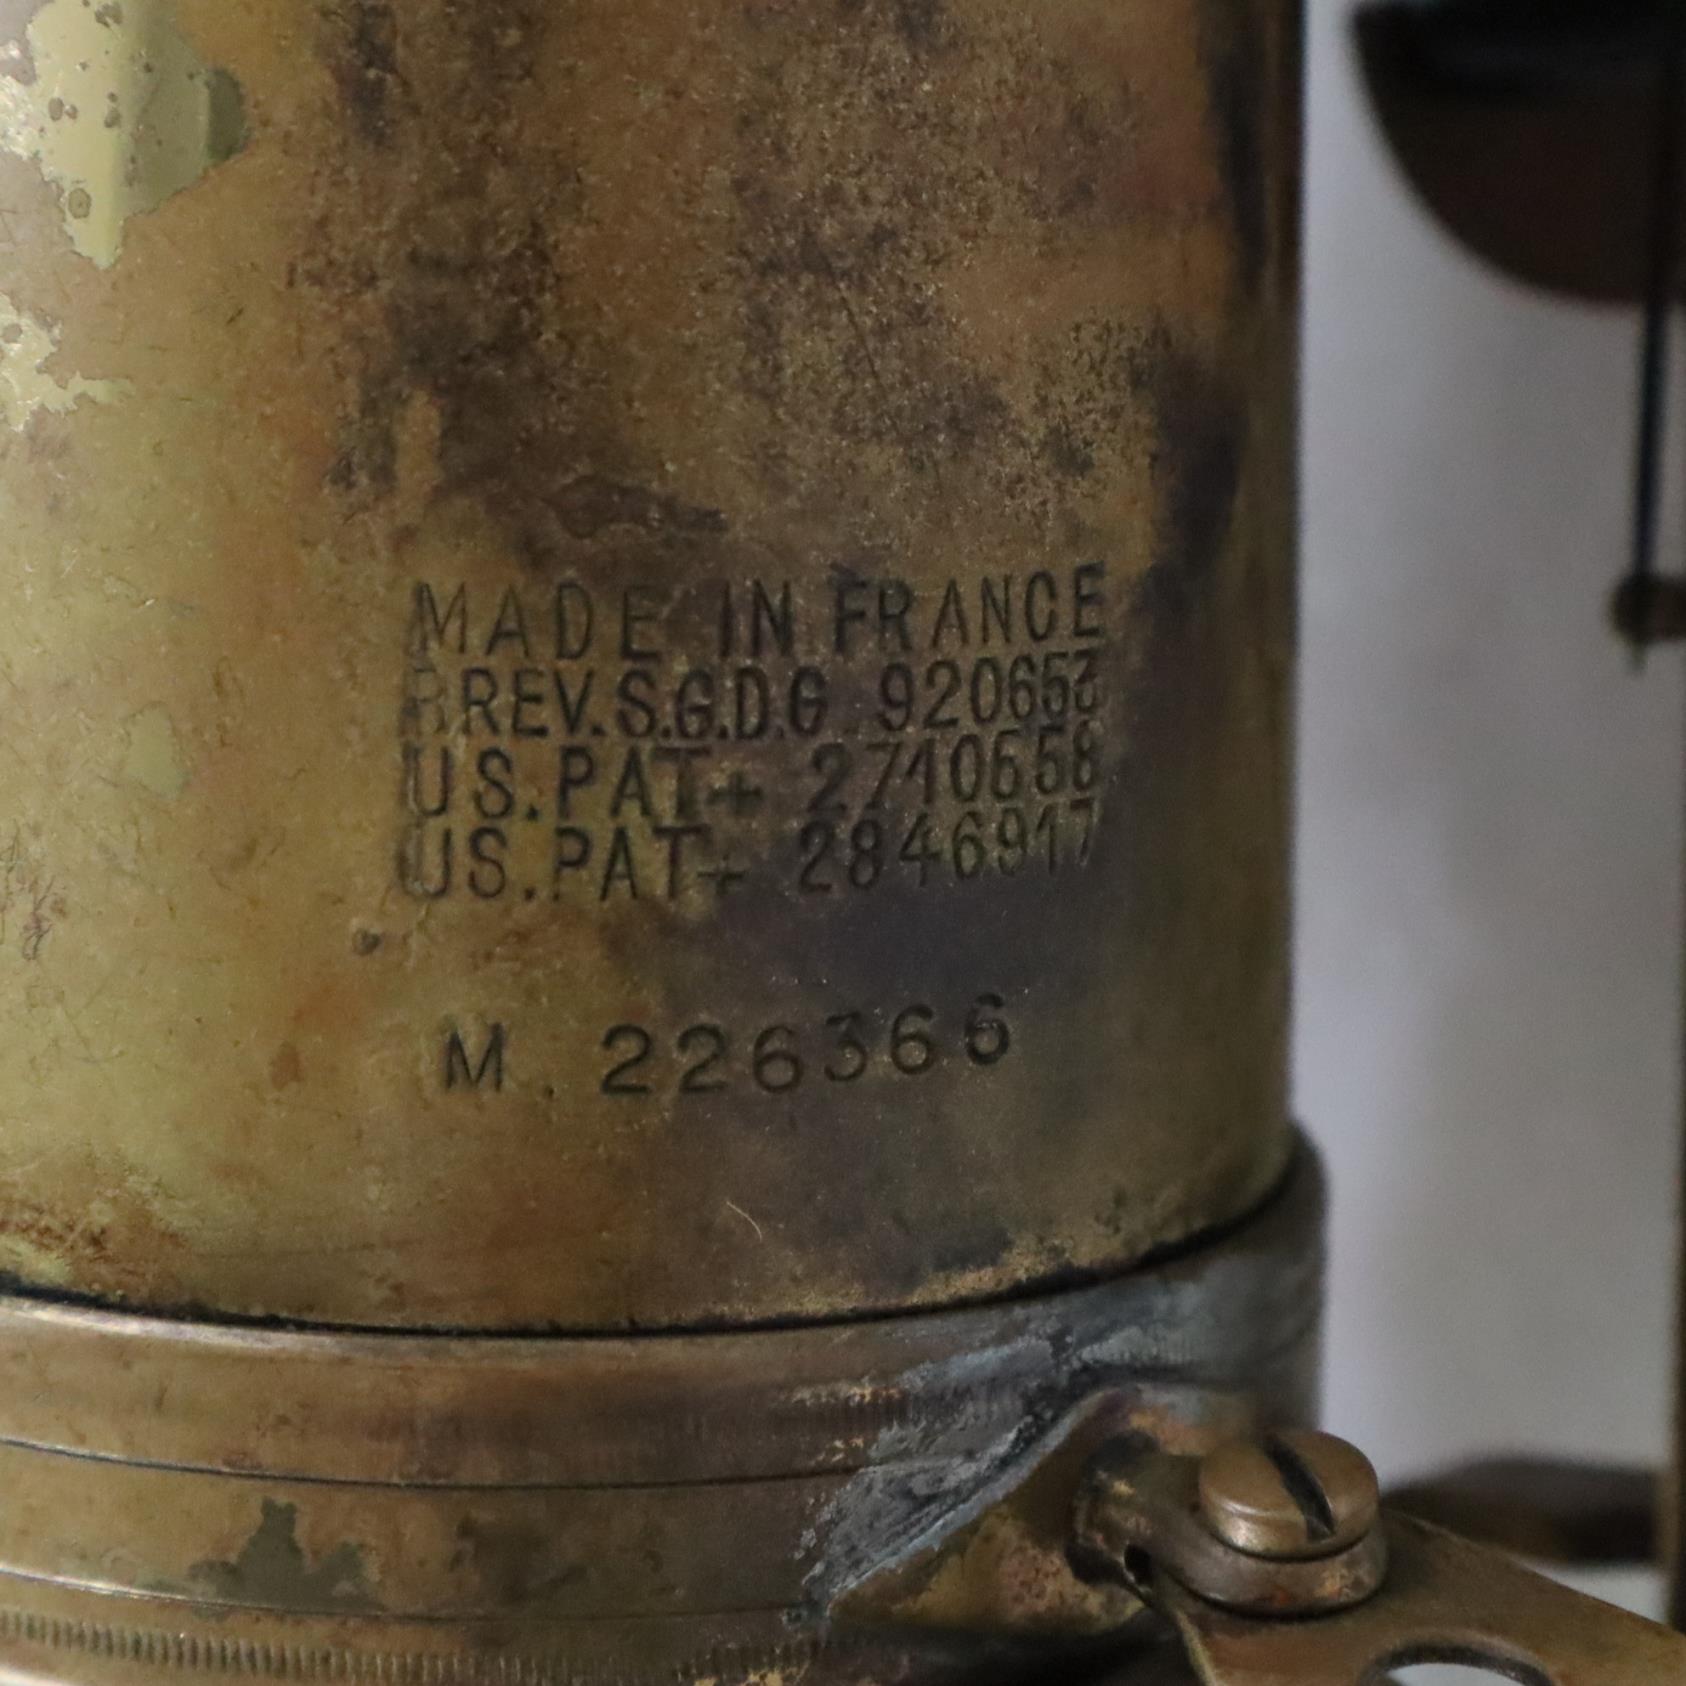 MADE IN FRANCE
BREV.S.G.D.G 920653
US.PAT+ 2710658
US.PAT+ 2846917
M. 226366